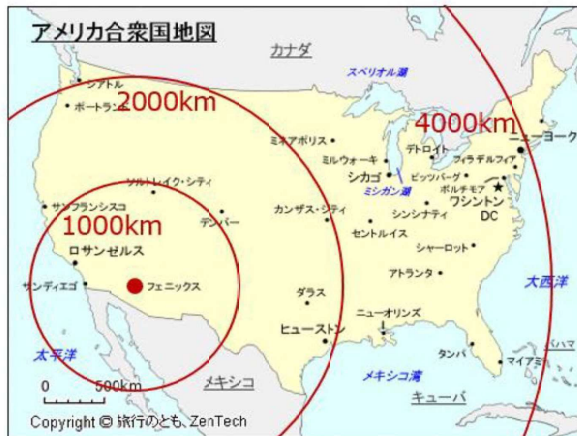 アメリカ合衆国地図
カナダ
スペリオル湖
シアトル
ポートランド
2000km
4000km
ミネアポリス
デトロイト
ニューヨーク
ミルウォーキー
フィラデルフィア
シカゴ
ピッツバーグ
ボルチモア
ミシガン湖
ワシントン
DC
ソルトレイク・シティ
サンフランシスコ
デンバー
カンザス・シティ
シンシナティ
1000km
セントルイス
ロサンゼルス
シャーロット
アトランタ
サンディエゴ
フェニックス
ダラス
大西洋
ニューオリンズ
ヒューストン
太平洋
タンパ
マイアミ
バハマ
メキシコ
メキシコ湾
0 500km
キューバ
Copyright © 旅行のとも、ZenTech